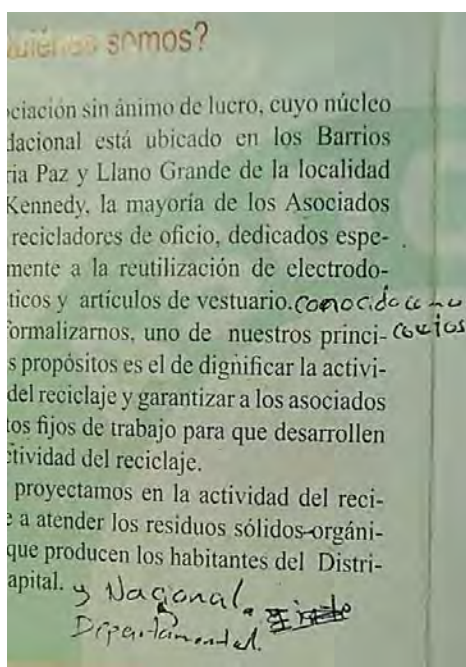 uiénes somos?
ociación sin ánimo de lucro, cuyo núcleo
dacional está ubicado en los Barrios
ria Paz y Llano Grande de la localidad
Kennedy, la mayoría de los Asociados
recicladores de oficio, dedicados espe-
mente a la reutilización de electrodo-
ticos y artículos de vestuario. conocida como
formalizarnos, uno de nuestros princi-
s propósitos es el de dignificar la activi-
del reciclaje y garantizar a los asociados
tos fijos de trabajo para que desarrollen
ctividad del reciclaje.
proyectamos en la actividad del reci-
e a atender los residuos sólidos orgáni-
que producen los habitantes del Distri-
apital. y Nacional.
Departamental.